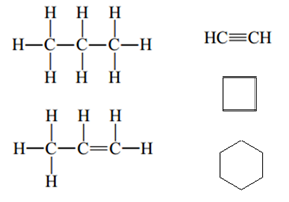 H H H
H—C—C—C—H
H H H
HC≡CH
H H H
H—C—C=C—H
H